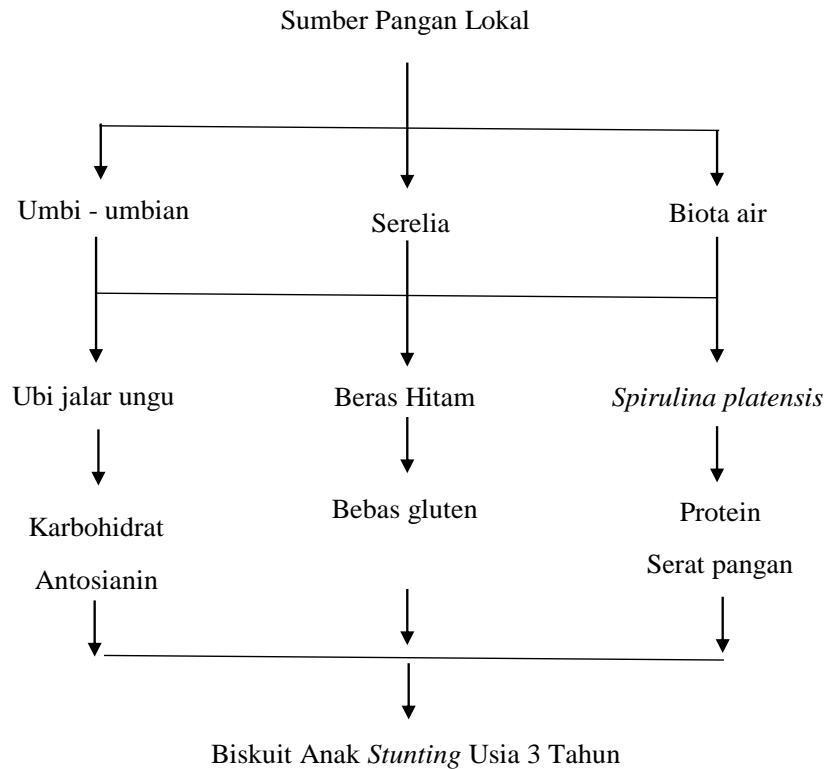 Sumber Pangan Lokal
Umbi - umbian
Serelia
Biota air
Ubi jalar ungu
Beras Hitam
Spirulina platensis
Karbohidrat
Antosianin
Bebas gluten
Protein
Serat pangan
Biskuit Anak Stunting Usia 3 Tahun